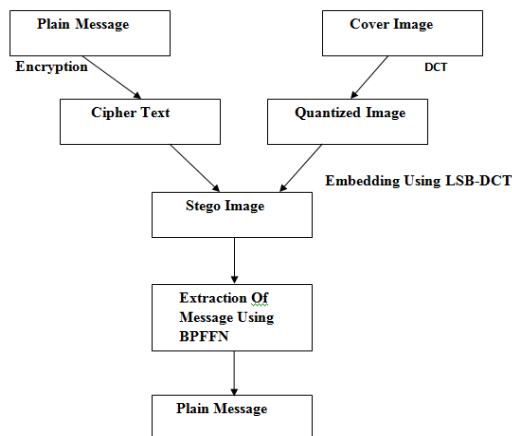 Plain Message
Cover Image
Encryption
DCT
Cipher Text
Quantized Image
Embedding Using LSB-DCT
Stego Image
Extraction Of
Message Using
BPFFN
Plain Message